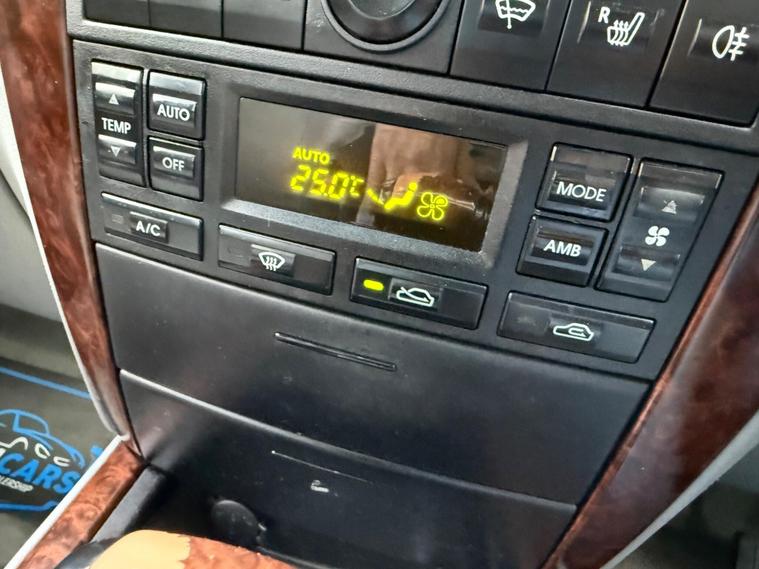 R
AUTO
TEMP
OFF
A/C
AUTO
25.0°C
MODE
AMB
CARS